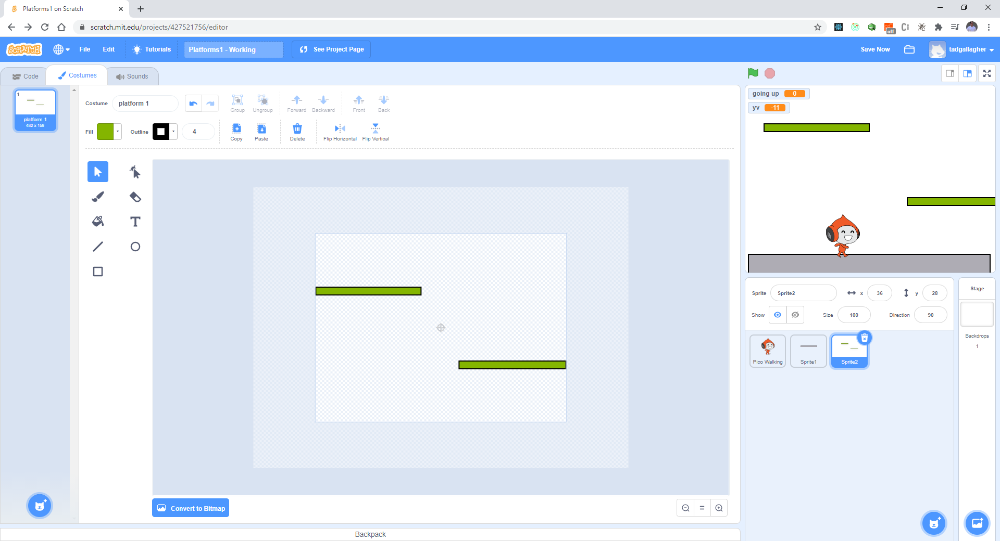 Platforms1 on Scratch
scratch.mit.edu/projects/427521756/editor
off
SCRATCH
File
Edit
Tutorials
Platforms1 - Working
See Project Page
Save Now
tadgallagher
Code
Costumes
Sounds
1
platform 1
482 x 159
Costume
platform 1
Group
Ungroup
Forward
Backward
Front
Back
Fill
Outline
4
Copy
Paste
Delete
Flip Horizontal
Flip Vertical
T
Convert to Bitmap
Backpack
going up 0
yv -11
Sprite
Sprite2
x
36
y
28
Show
Size
100
Direction
90
Pico Walking
Sprite1
Sprite2
Stage
Backdrops
1